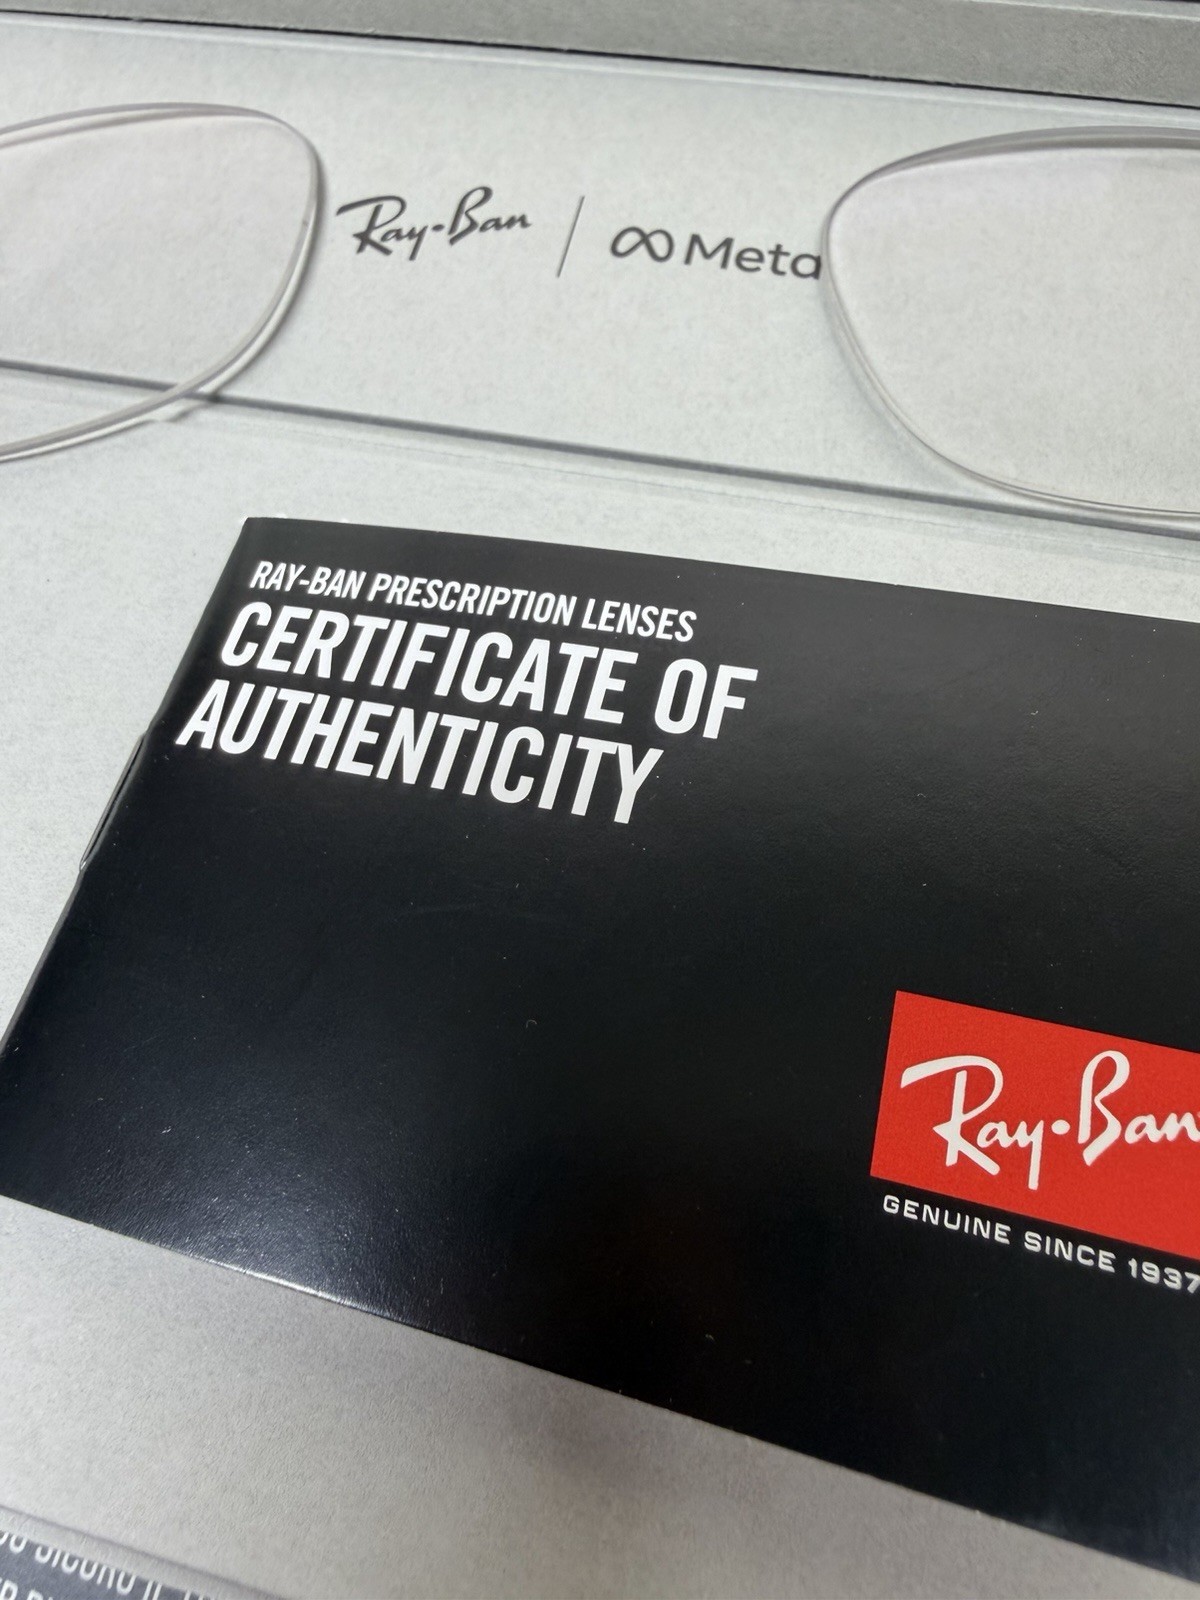 Ray-Ban | ∞ Meta
RAY-BAN PRESCRIPTION LENSES
CERTIFICATE OF
AUTHENTICITY
Ray-Ban
GENUINE SINCE 1937